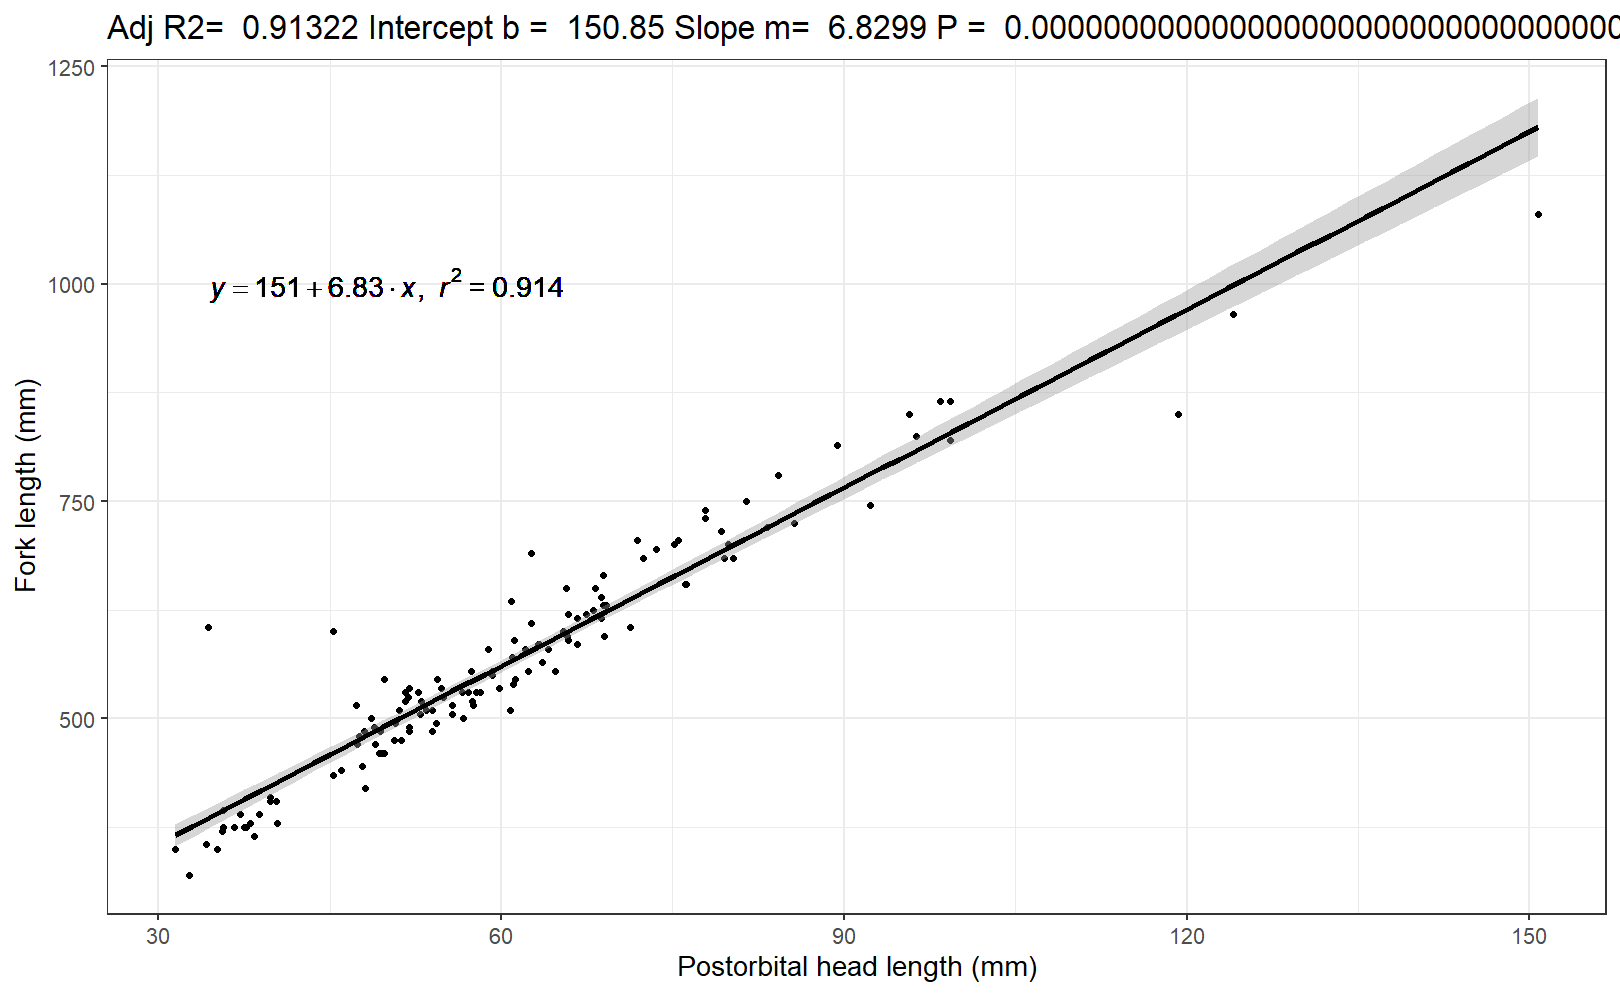 Adj R2=  0.91322 Intercept b =  150.85 Slope m=  6.8299 P =  0.00000000000000000000000000000000
1250
1000
750
500
y = 151 + 6.83 · x,  r² = 0.914
Fork length (mm)
30 60 90 120 150
Postorbital head length (mm)